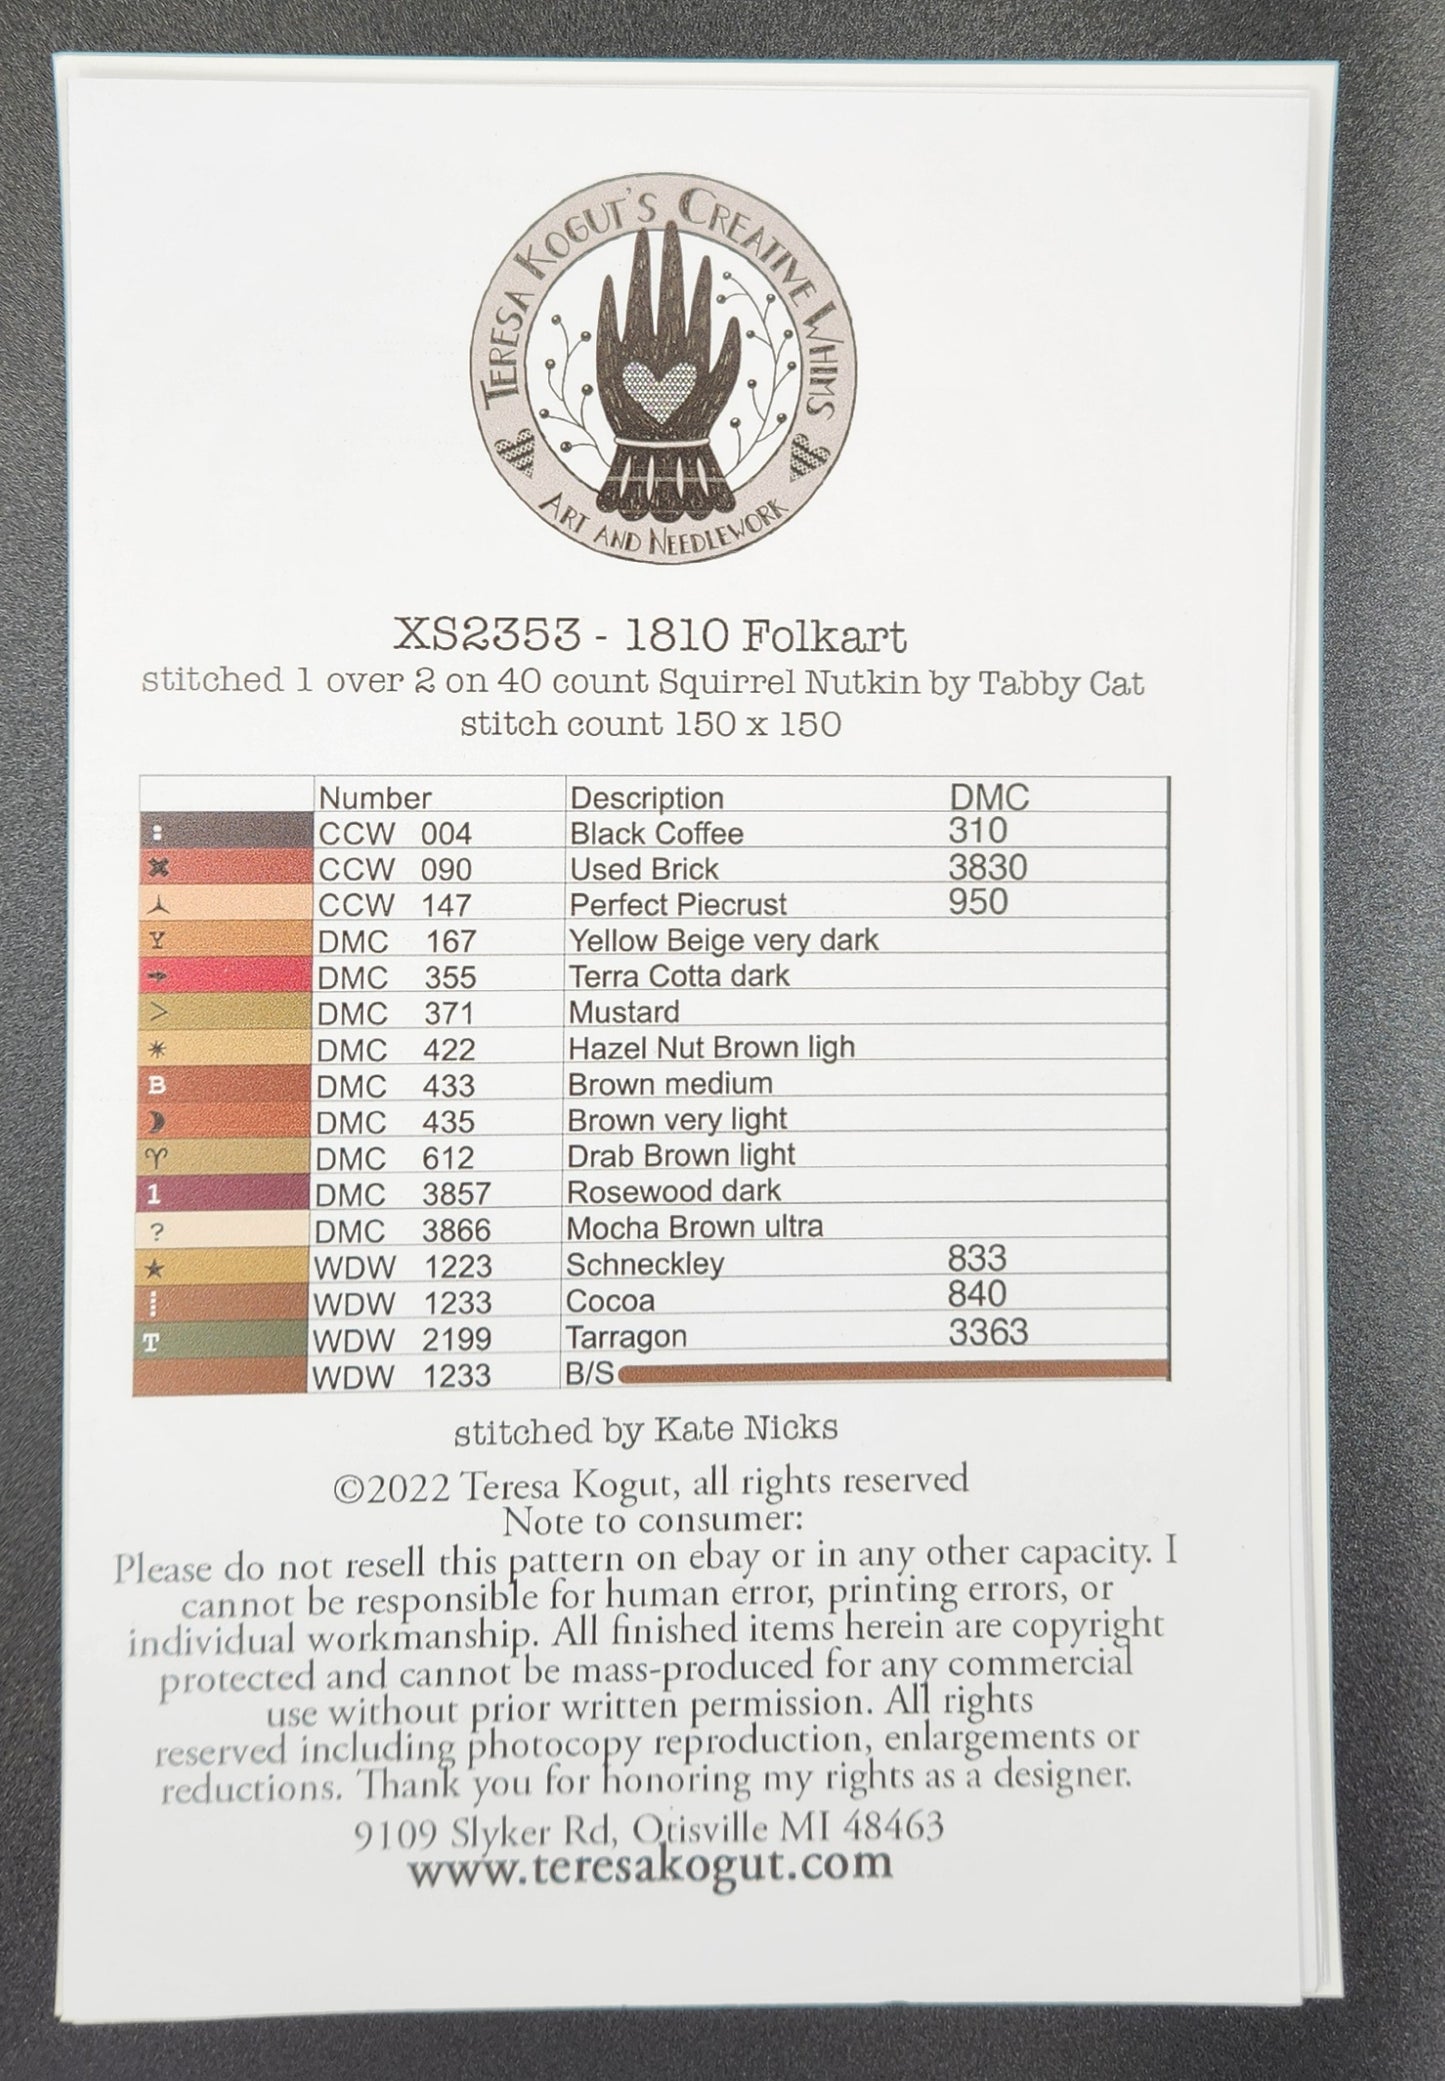 TERESA KOGUT'S CREATIVE WHIMS
ART AND NEEDLEWORK
XS2353 - 1810 Folkart
stitched 1 over 2 on 40 count Squirrel Nutkin by Tabby Cat
stitch count 150 x 150
Number Description DMC
CCW 004 Black Coffee 310
CCW 090 Used Brick 3830
CCW 147 Perfect Piecrust 950
Y DMC 167 Yellow Beige very dark
DMC 355 Terra Cotta dark
> DMC 371 Mustard
DMC 422 Hazel Nut Brown ligh
B DMC 433 Brown medium
DMC 435 Brown very light
♈ DMC 612 Drab Brown light
1 DMC 3857 Rosewood dark
? DMC 3866 Mocha Brown ultra
★ WDW 1223 Schneckley 833
WDW 1233 Cocoa 840
T WDW 2199 Tarragon 3363
WDW 1233 B/S
stitched by Kate Nicks
©2022 Teresa Kogut, all rights reserved
Note to consumer:
Please do not resell this pattern on ebay or in any other capacity. I
cannot be responsible for human error, printing errors, or
individual workmanship. All finished items herein are copyright
protected and cannot be mass-produced for any commercial
use without prior written permission. All rights
reserved including photocopy reproduction, enlargements or
reductions. Thank you for honoring my rights as a designer.
9109 Slyker Rd, Otisville MI 48463
www.teresakogut.com